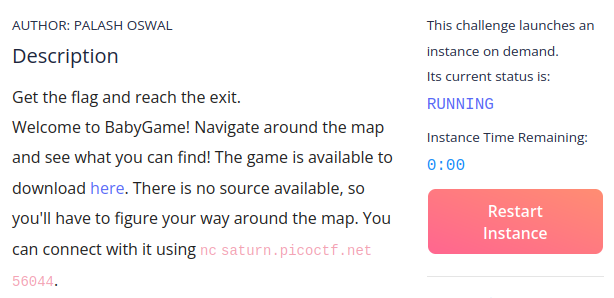 AUTHOR: PALASH OSWAL
Description
Get the flag and reach the exit.
Welcome to BabyGame! Navigate around the map
and see what you can find! The game is available to
download here. There is no source available, so
you'll have to figure your way around the map. You
can connect with it using nc saturn.picoctf.net
56044.
This challenge launches an
instance on demand.
Its current status is:
RUNNING
Instance Time Remaining:
0:00
Restart
Instance